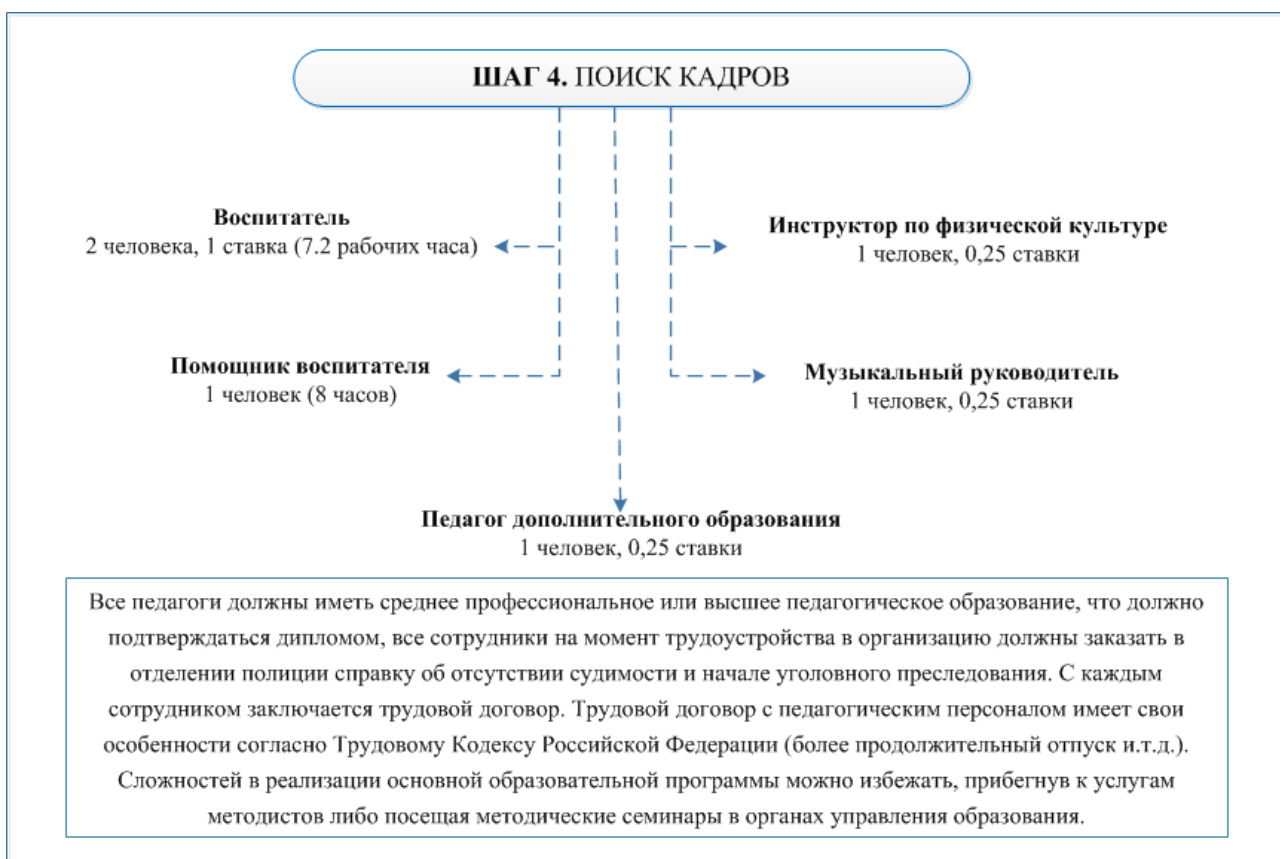 ШАГ 4. ПОИСК КАДРОВ
Воспитатель
2 человека, 1 ставка (7.2 рабочих часа)
Инструктор по физической культуре
1 человек, 0,25 ставки
Помощник воспитателя
1 человек (8 часов)
Музыкальный руководитель
1 человек, 0,25 ставки
Педагог дополнительного образования
1 человек, 0,25 ставки
Все педагоги должны иметь среднее профессиональное или высшее педагогическое образование, что должно
подтверждаться дипломом, все сотрудники на момент трудоустройства в организацию должны заказать в
отделении полиции справку об отсутствии судимости и начале уголовного преследования. С каждым
сотрудником заключается трудовой договор. Трудовой договор с педагогическим персоналом имеет свои
особенности согласно Трудовому Кодексу Российской Федерации (более продолжительный отпуск и.т.д.).
Сложностей в реализации основной образовательной программы можно избежать, прибегнув к услугам
методистов либо посещая методические семинары в органах управления образования.